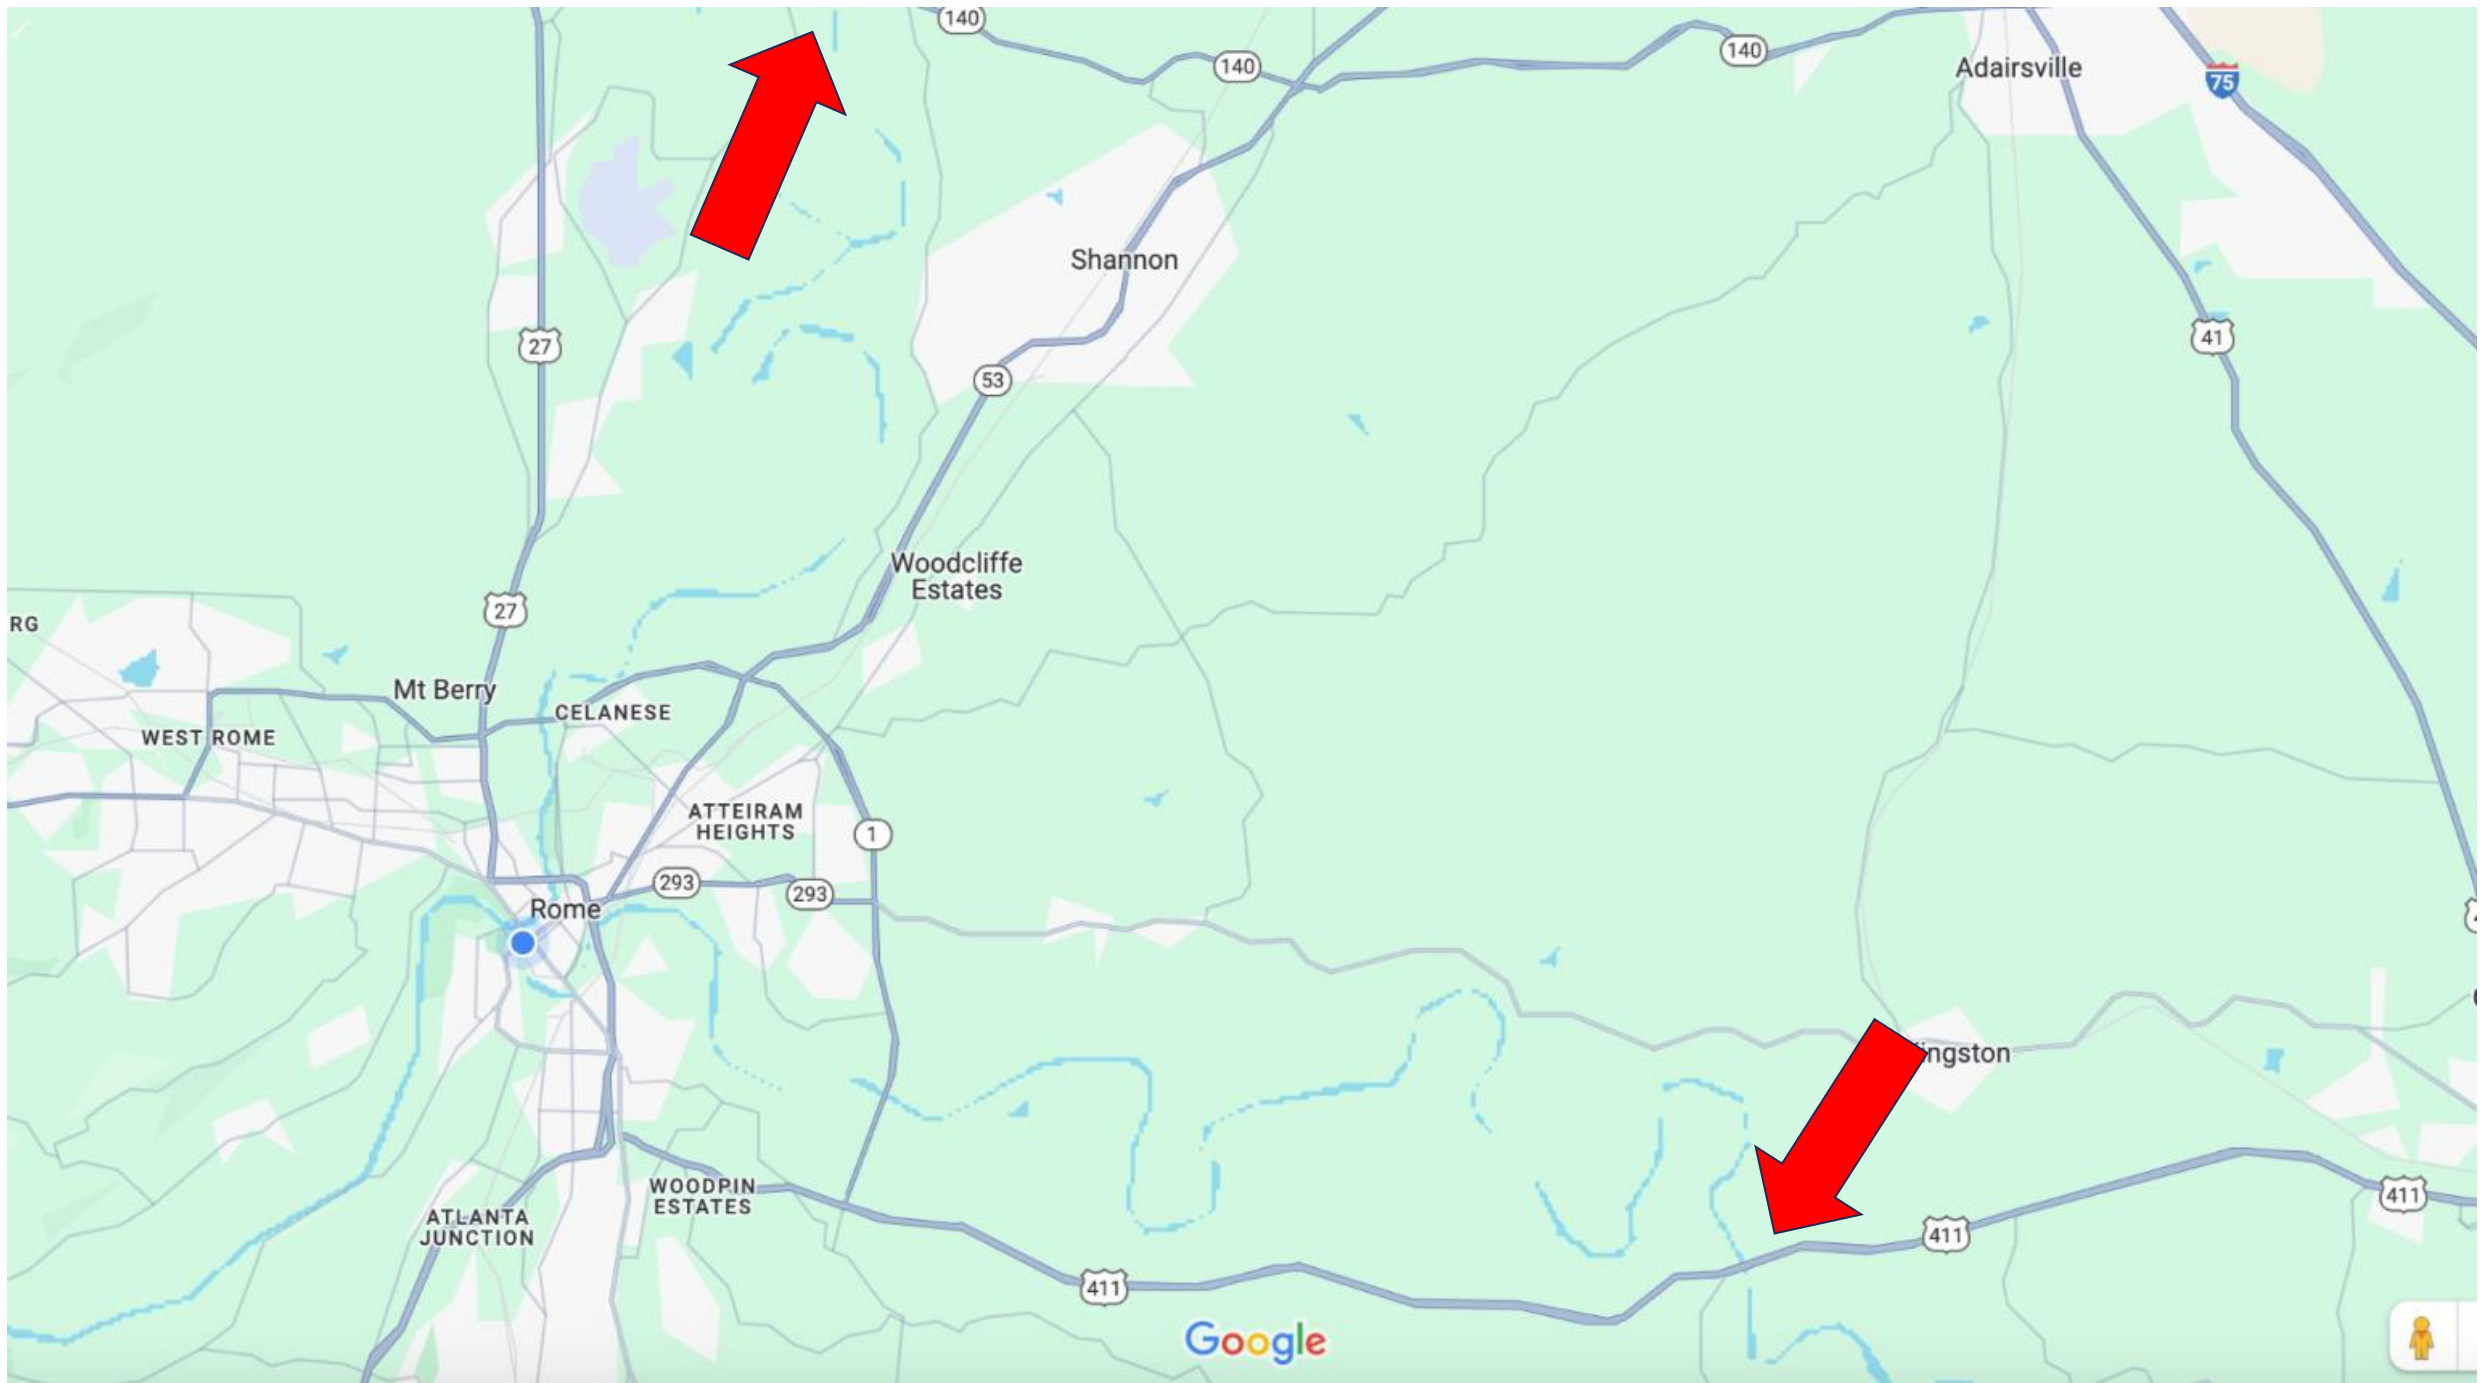 140
140
140
Adairsville
75
Shannon
27
41
53
Woodcliffe
Estates
27
RG
Mt Berry
CELANESE
WEST ROME
ATTEIRAM
HEIGHTS
1
293
293
Rome
ingston
WOODPIN
ESTATES
411
ATLANTA
JUNCTION
411
411
Google